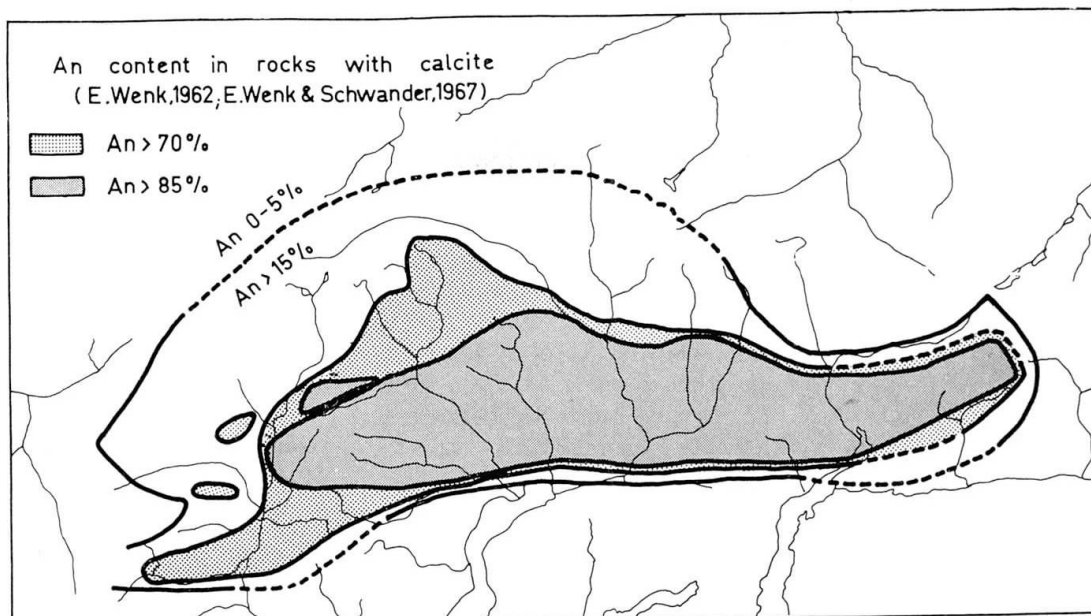 An content in rocks with calcite
(E.Wenk,1962; E.Wenk & Schwander,1967)
An > 70%
An > 85%
An 0-5%
An > 15%